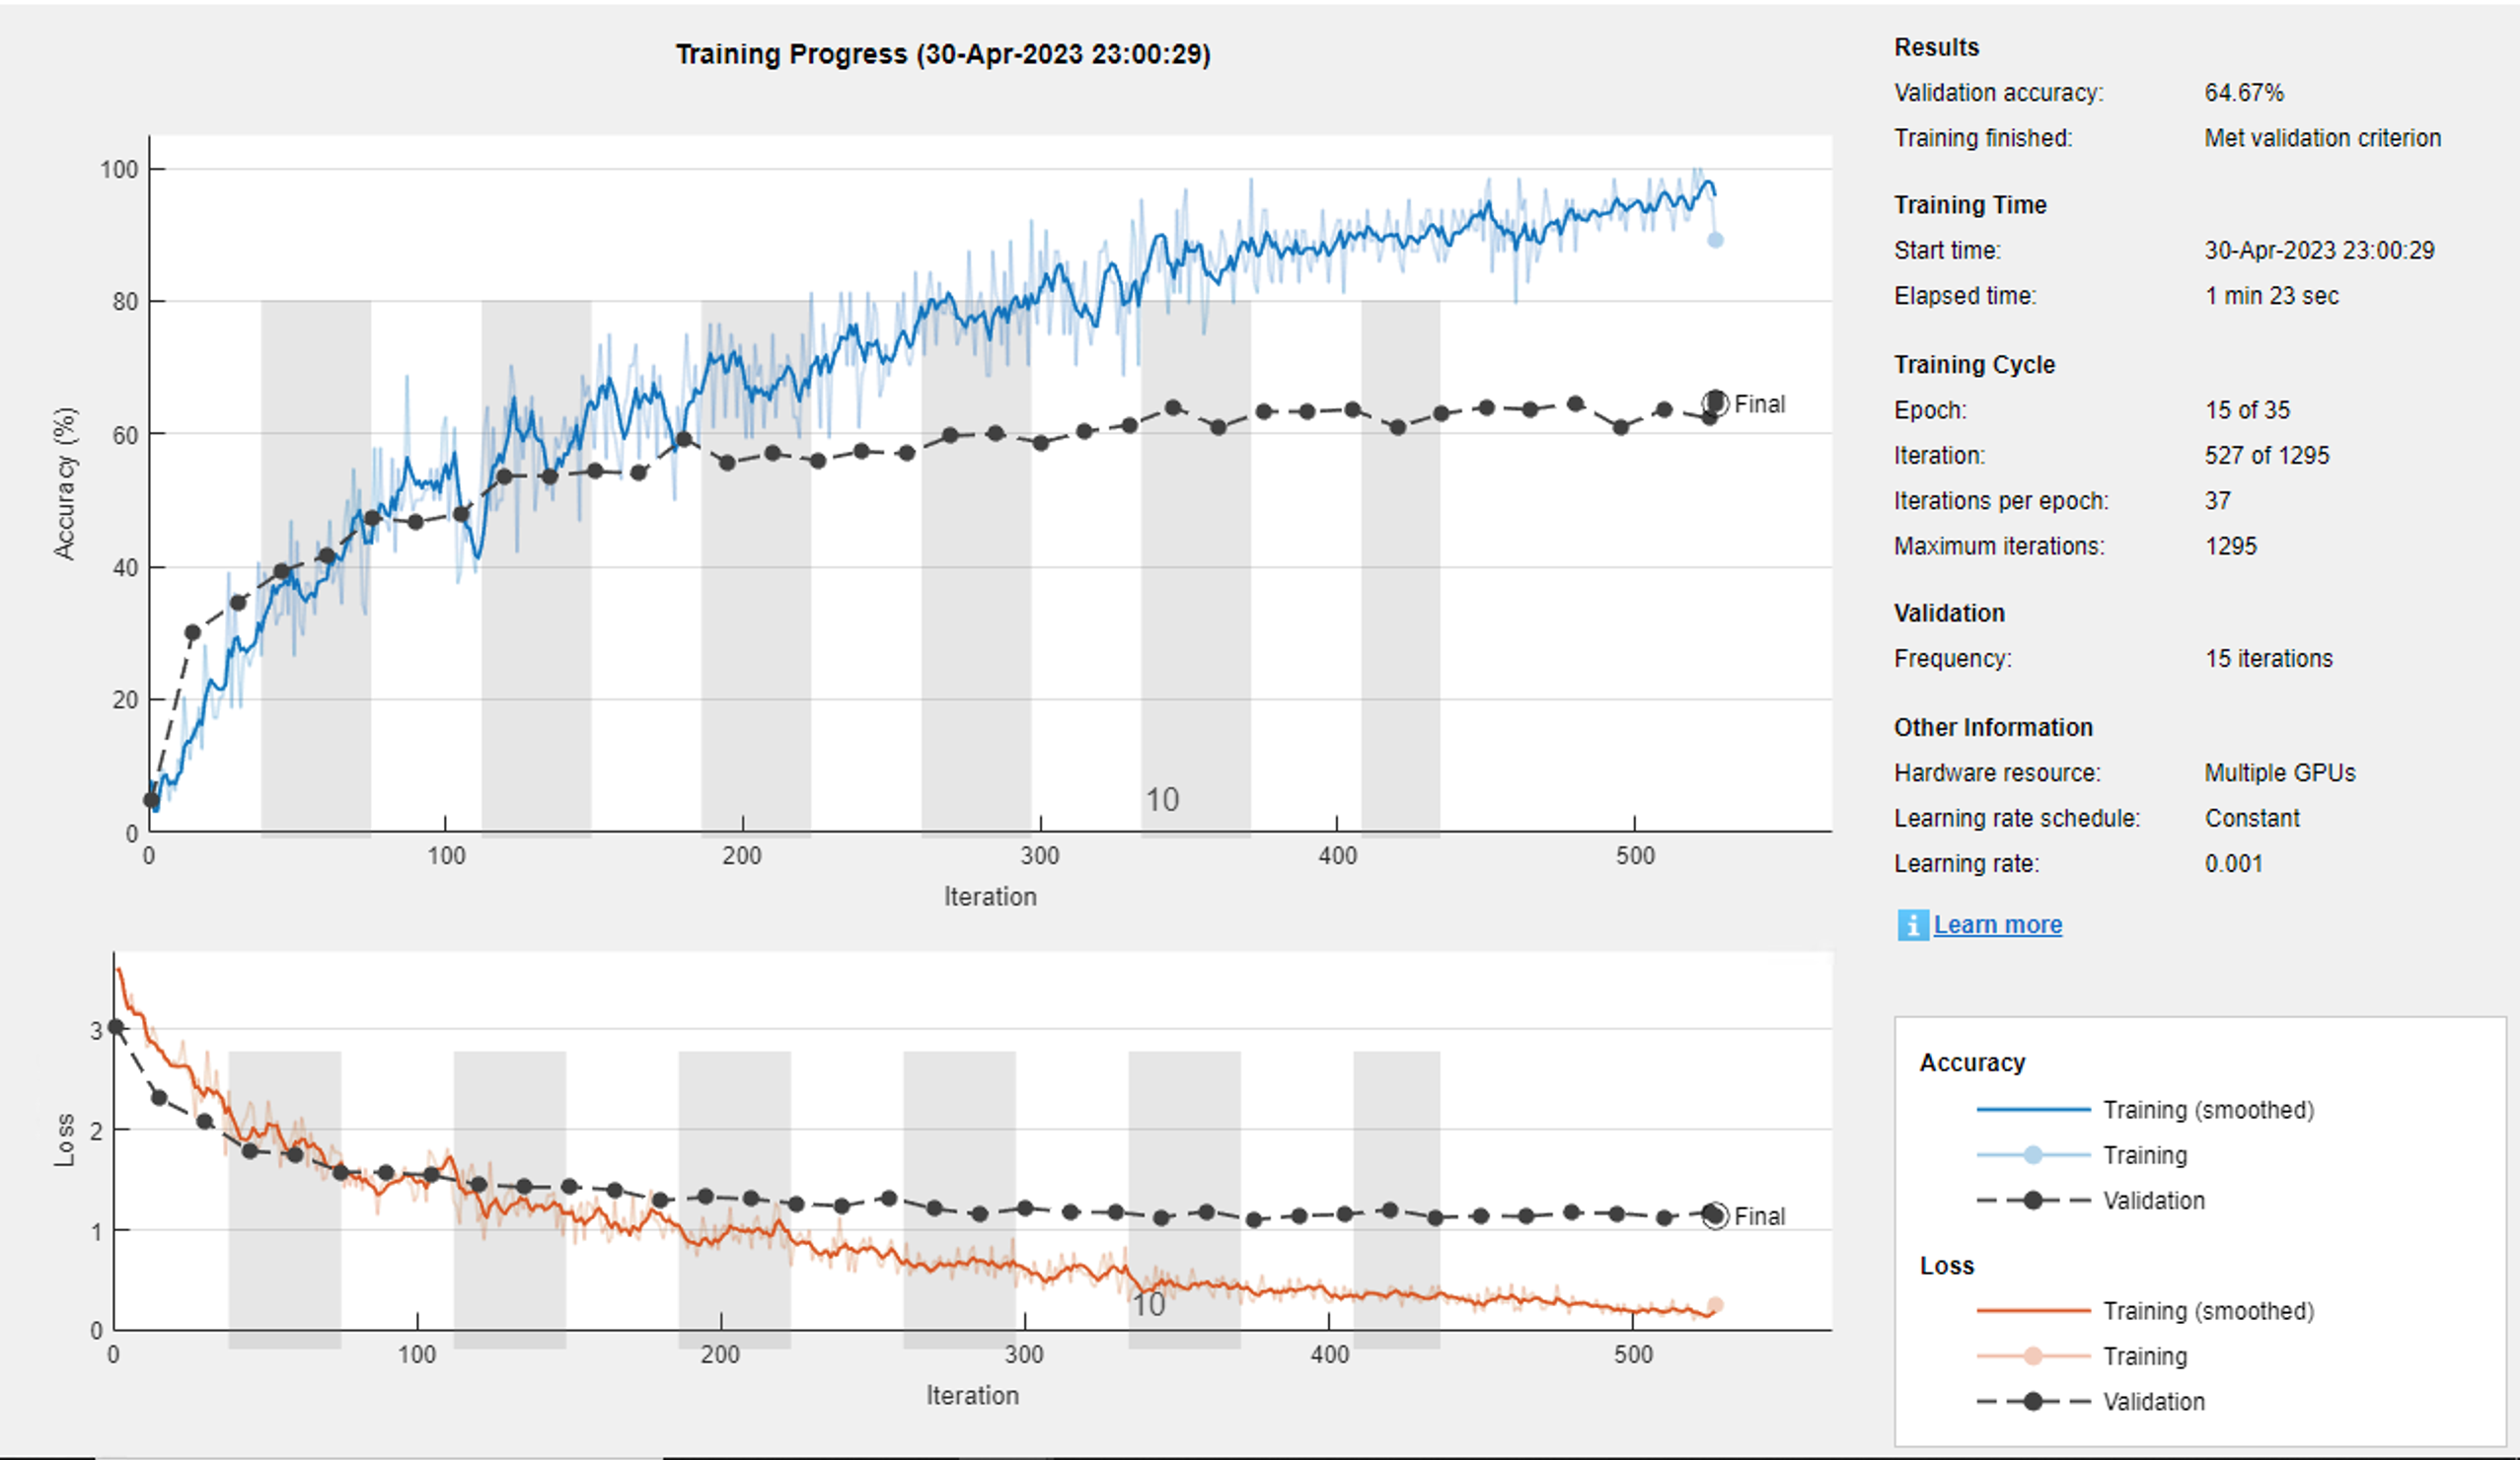 Training Progress (30-Apr-2023 23:00:29)
100
80
60
40
20
0
Accuracy (%)
10
0 100 200 300 400 500
Iteration
Final
3
2
1
0
Loss
10
0 100 200 300 400 500
Iteration
Final
Results
Validation accuracy: 64.67%
Training finished: Met validation criterion
Training Time
Start time: 30-Apr-2023 23:00:29
Elapsed time: 1 min 23 sec
Training Cycle
Epoch: 15 of 35
Iteration: 527 of 1295
Iterations per epoch: 37
Maximum iterations: 1295
Validation
Frequency: 15 iterations
Other Information
Hardware resource: Multiple GPUs
Learning rate schedule: Constant
Learning rate: 0.001
i Learn more
Accuracy
Training (smoothed)
Training
Validation
Loss
Training (smoothed)
Training
Validation